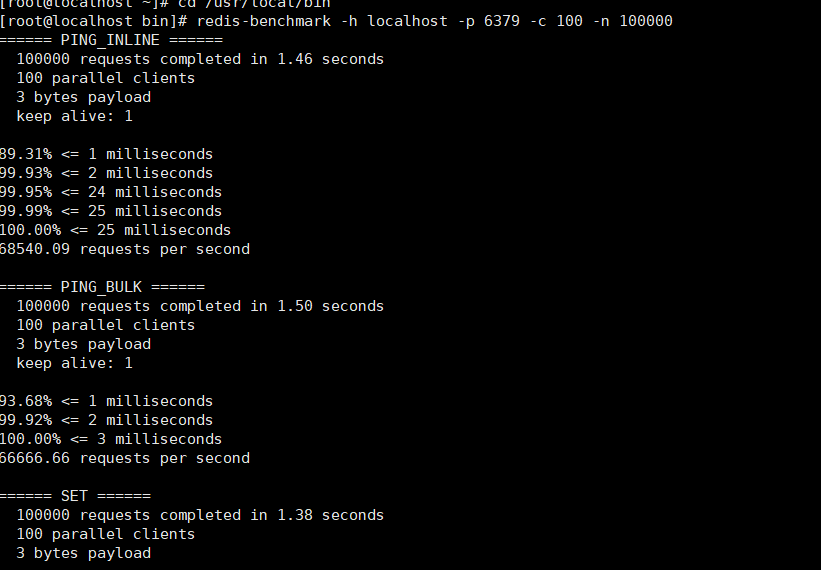 [root@localhost ~]# cd /usr/local/bin
[root@localhost bin]# redis-benchmark -h localhost -p 6379 -c 100 -n 100000
====== PING_INLINE ======
  100000 requests completed in 1.46 seconds
  100 parallel clients
  3 bytes payload
  keep alive: 1

89.31% <= 1 milliseconds
99.93% <= 2 milliseconds
99.95% <= 24 milliseconds
99.99% <= 25 milliseconds
100.00% <= 25 milliseconds
68540.09 requests per second

====== PING_BULK ======
  100000 requests completed in 1.50 seconds
  100 parallel clients
  3 bytes payload
  keep alive: 1

93.68% <= 1 milliseconds
99.92% <= 2 milliseconds
100.00% <= 3 milliseconds
66666.66 requests per second

====== SET ======
  100000 requests completed in 1.38 seconds
  100 parallel clients
  3 bytes payload